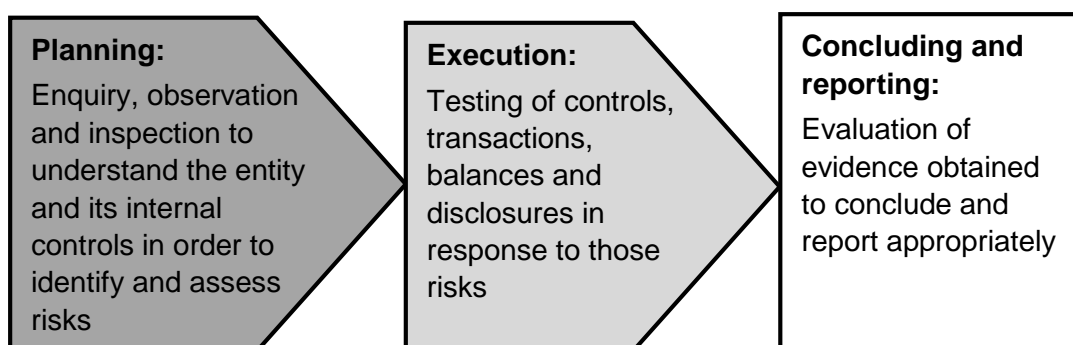 Planning:
Enquiry, observation
and inspection to
understand the entity
and its internal
controls in order to
identify and assess
risks
Execution:
Testing of controls,
transactions,
balances and
disclosures in
response to those
risks
Concluding and
reporting:
Evaluation of
evidence obtained
to conclude and
report appropriately